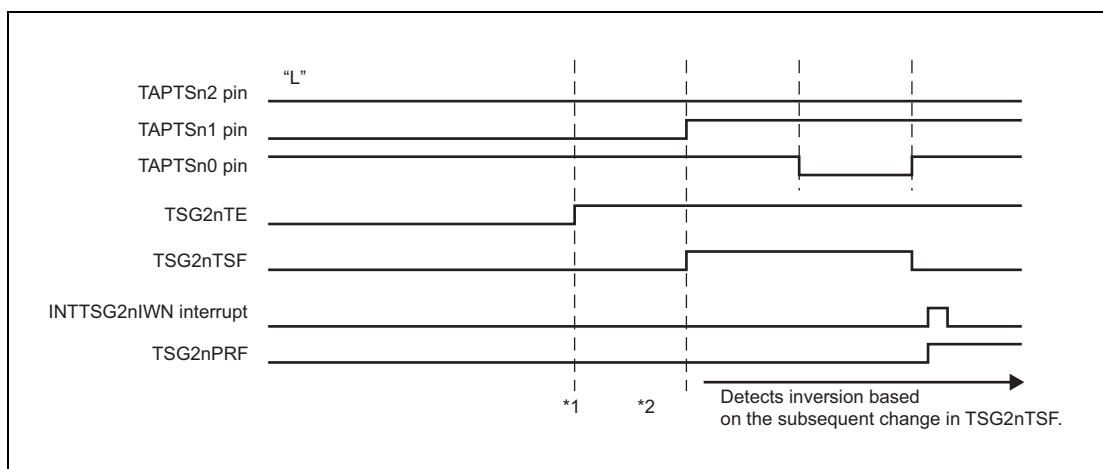 “L”
TAPTSn2 pin
TAPTSn1 pin
TAPTSn0 pin
TSG2nTE
TSG2nTSF
INTTSG2nIWN interrupt
TSG2nPRF
*1
*2
Detects inversion based
on the subsequent change in TSG2nTSF.